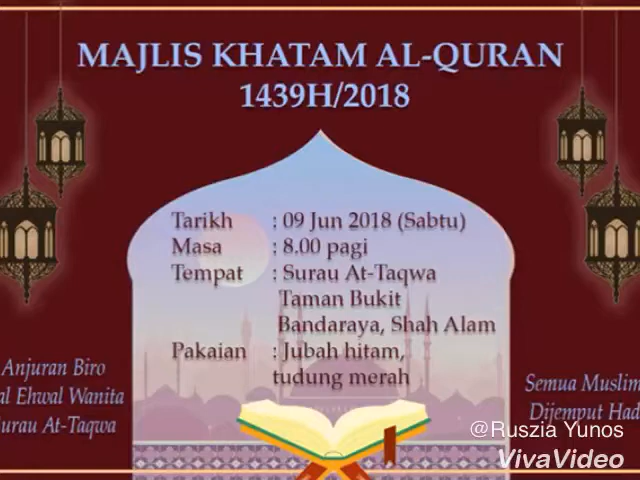 MAJLIS KHATAM AL-QURAN
1439H/2018
Tarikh : 09 Jun 2018 (Sabtu)
Masa : 8.00 pagi
Tempat : Surau At-Taqwa
Taman Bukit
Bandaraya, Shah Alam
Pakaian : Jubah hitam,
tudung merah
Anjuran Biro
al Ehwal Wanita
urau At-Taqwa
Semua Muslim
Dijemput Had
@Ruszia Yunos
VivaVideo